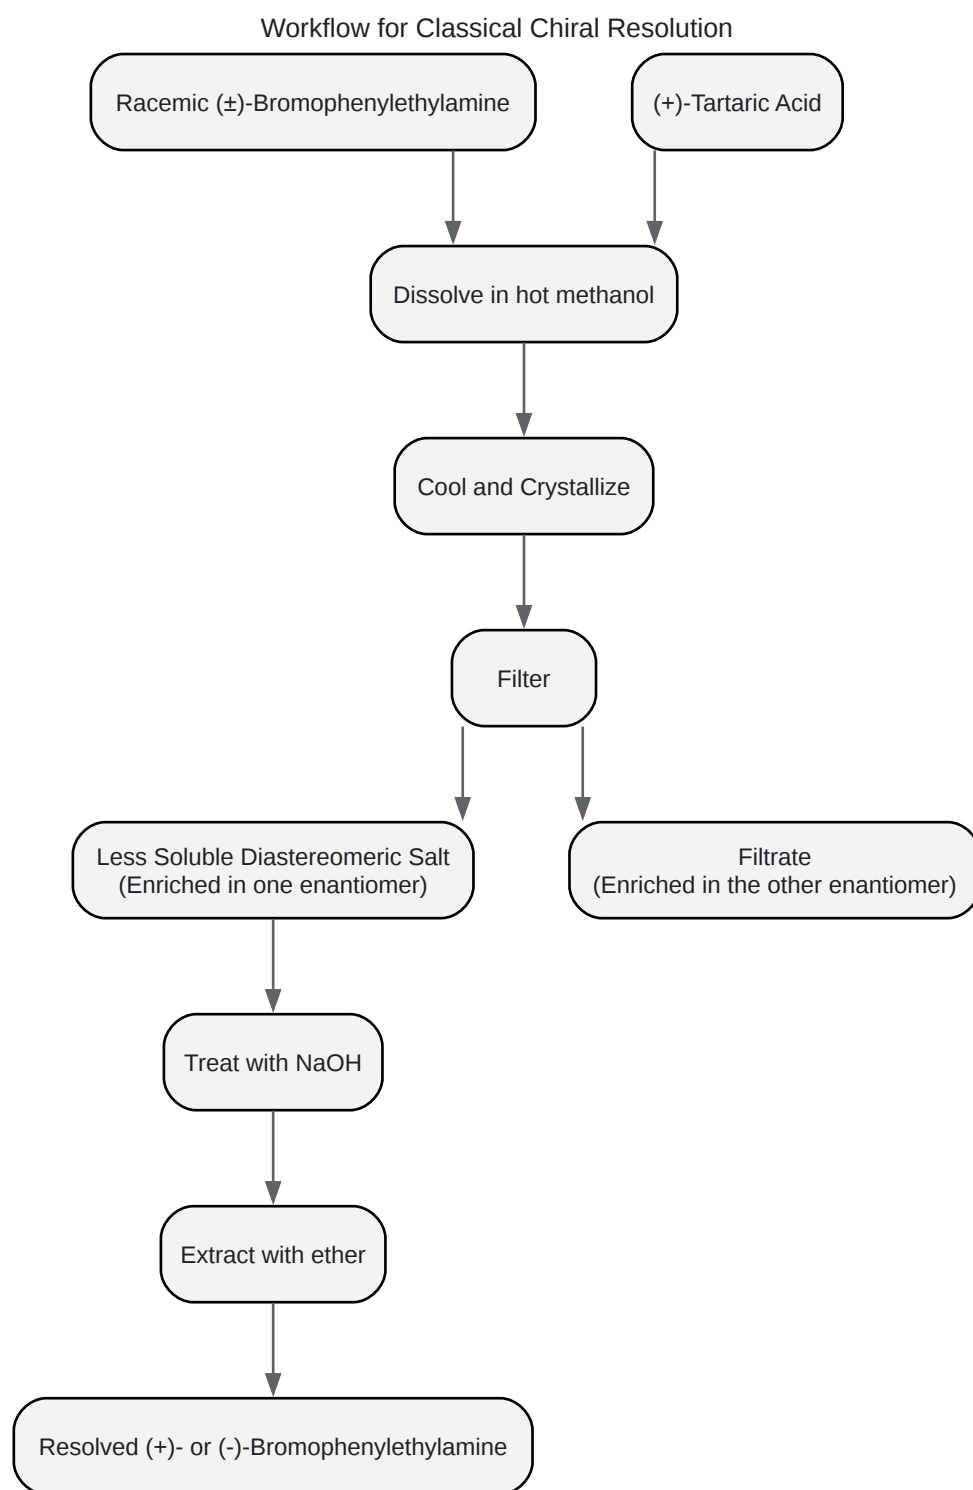 Workflow for Classical Chiral Resolution
Racemic (±)-Bromophenylethylamine
(+)-Tartaric Acid
Dissolve in hot methanol
Cool and Crystallize
Filter
Less Soluble Diastereomeric Salt
(Enriched in one enantiomer)
Filtrate
(Enriched in the other enantiomer)
Treat with NaOH
Extract with ether
Resolved (+)- or (-)-Bromophenylethylamine